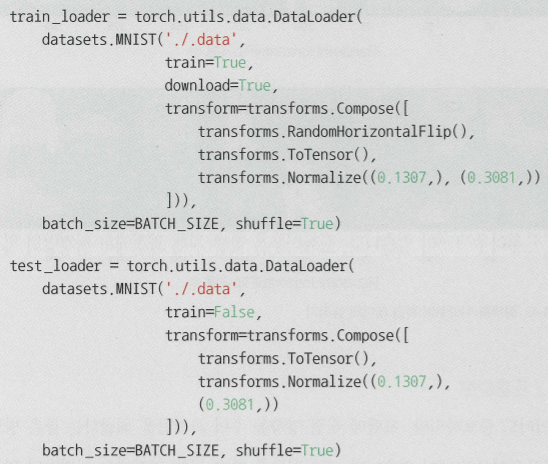 train_loader = torch.utils.data.DataLoader(
    datasets.MNIST('./.data',
                   train=True,
                   download=True,
                   transform=transforms.Compose([
                       transforms.RandomHorizontalFlip(),
                       transforms.ToTensor(),
                       transforms.Normalize((0.1307,), (0.3081,))
                   ])),
    batch_size=BATCH_SIZE, shuffle=True)
test_loader = torch.utils.data.DataLoader(
    datasets.MNIST('./.data',
                   train=False,
                   transform=transforms.Compose([
                       transforms.ToTensor(),
                       transforms.Normalize((0.1307,),
                       (0.3081,))
                   ])),
    batch_size=BATCH_SIZE, shuffle=True)